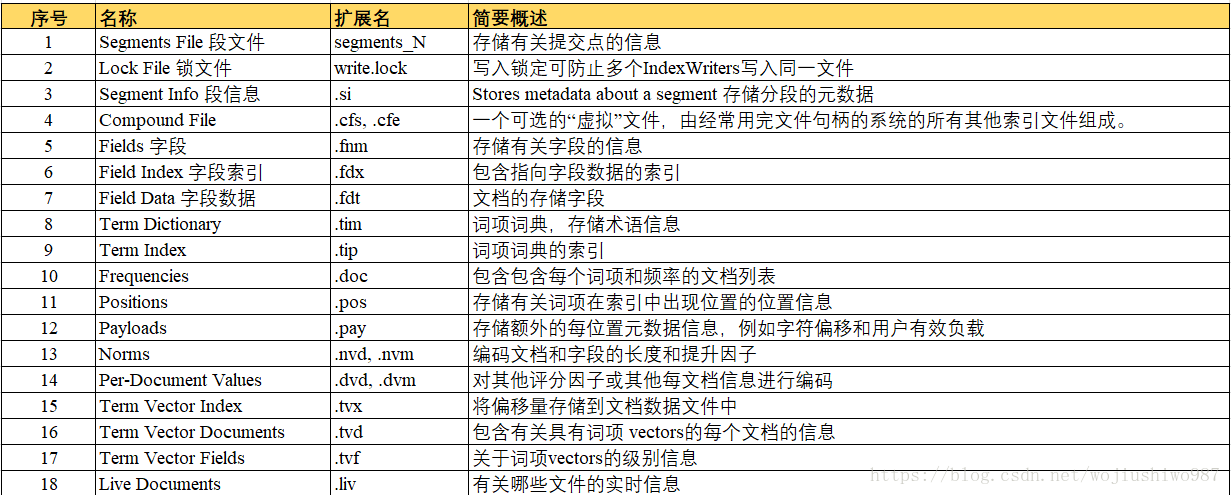 序号 名称 扩展名 简要概述
1 Segments File 段文件 segments_N 存储有关提交点的信息
2 Lock File 锁文件 write.lock 写入锁定可防止多个IndexWriters写入同一文件
3 Segment Info 段信息 .si Stores metadata about a segment 存储分段的元数据
4 Compound File .cfs, .cfe 一个可选的“虚拟”文件，由经常用完文件句柄的系统的所有其他索引文件组成。
5 Fields 字段 .fnm 存储有关字段的信息
6 Field Index 字段索引 .fdx 包含指向字段数据的索引
7 Field Data 字段数据 .fdt 文档的存储字段
8 Term Dictionary .tim 词项词典，存储术语信息
9 Term Index .tip 词项词典的索引
10 Frequencies .doc 包含包含每个词项和频率的文档列表
11 Positions .pos 存储有关词项在索引中出现位置的位置信息
12 Payloads .pay 存储额外的每位置元数据信息，例如字符偏移和用户有效负载
13 Norms .nvd, .nvm 编码文档和字段的长度和提升因子
14 Per-Document Values .dvd, .dvm 对其他评分因子或其他每文档信息进行编码
15 Term Vector Index .tvx 将偏移量存储到文档数据文件中
16 Term Vector Documents .tvd 包含有关具有词项 vectors的每个文档的信息
17 Term Vector Fields .tvf 关于词项vectors的级别信息
18 Live Documents .liv 有关哪些文件的实时信息
https://blog.csdn.net/wojiushiwo987